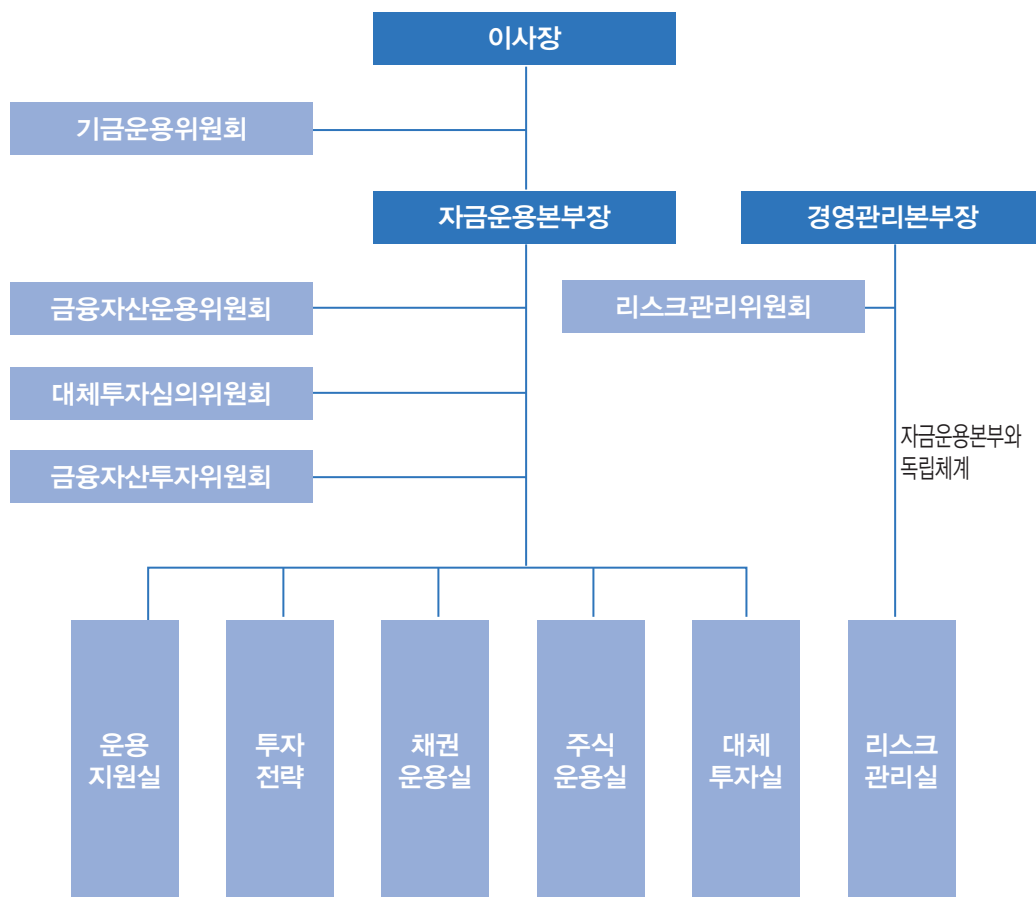 이사장
기금운용위원회
자금운용본부장
경영관리본부장
금융자산운용위원회
리스크관리위원회
대체투자심의위원회
금융자산투자위원회
자금운용본부와
독립체계
운용
지원실
투자
전략
채권
운용실
주식
운용실
대체
투자실
리스크
관리실